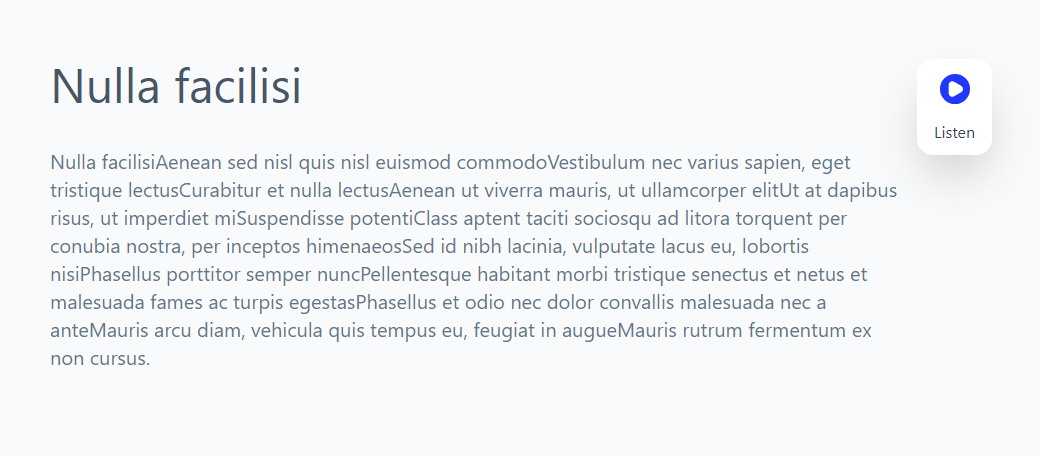 Nulla facilisi
Listen
Nulla facilisiAenean sed nisl quis nisl euismod commodoVestibulum nec varius sapien, eget
tristique lectusCurabitur et nulla lectusAenean ut viverra mauris, ut ullamcorper elitUt at dapibus
risus, ut imperdiet miSuspendisse potentiClass aptent taciti sociosqu ad litora torquent per
conubia nostra, per inceptos himenaeosSed id nibh lacinia, vulputate lacus eu, lobortis
nisiPhasellus porttitor semper nuncPellentesque habitant morbi tristique senectus et netus et
malesuada fames ac turpis egestasPhasellus et odio nec dolor convallis malesuada nec a
anteMauris arcu diam, vehicula quis tempus eu, feugiat in augueMauris rutrum fermentum ex
non cursus.